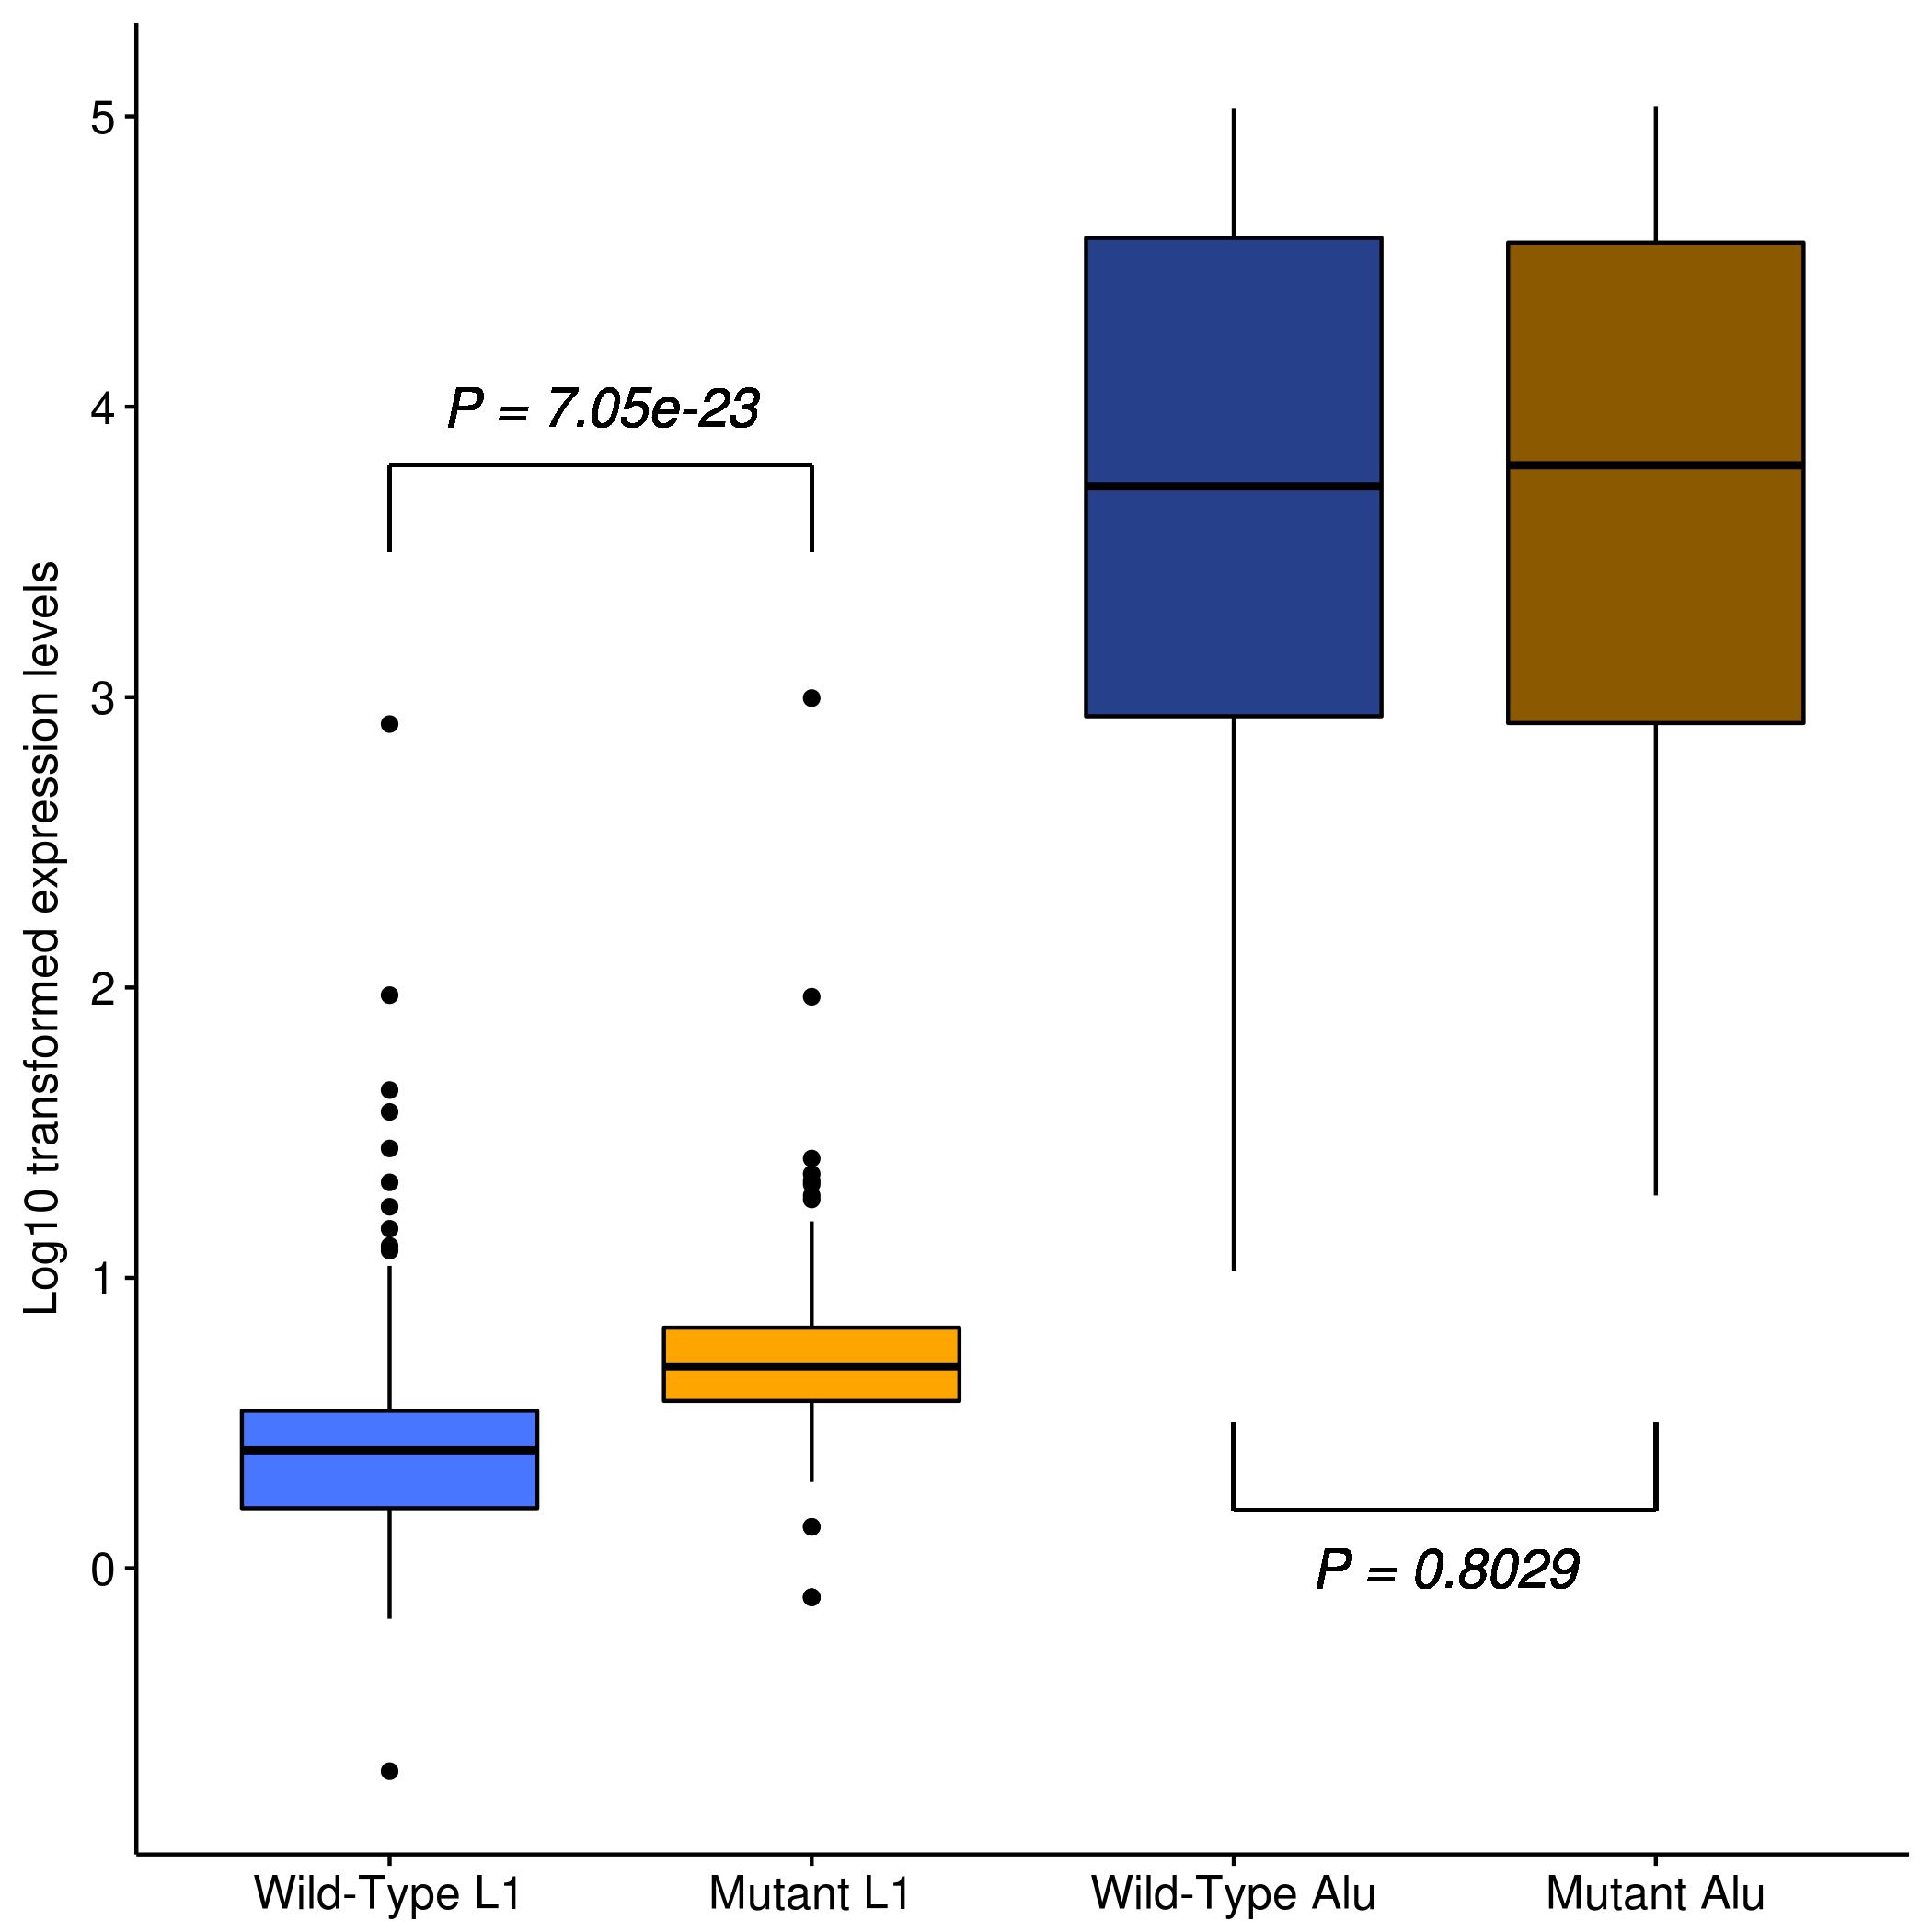 Log10 transformed expression levels
5
4
3
2
1
0
P = 7.05e-23
P = 0.8029
Wild-Type L1
Mutant L1
Wild-Type Alu
Mutant Alu